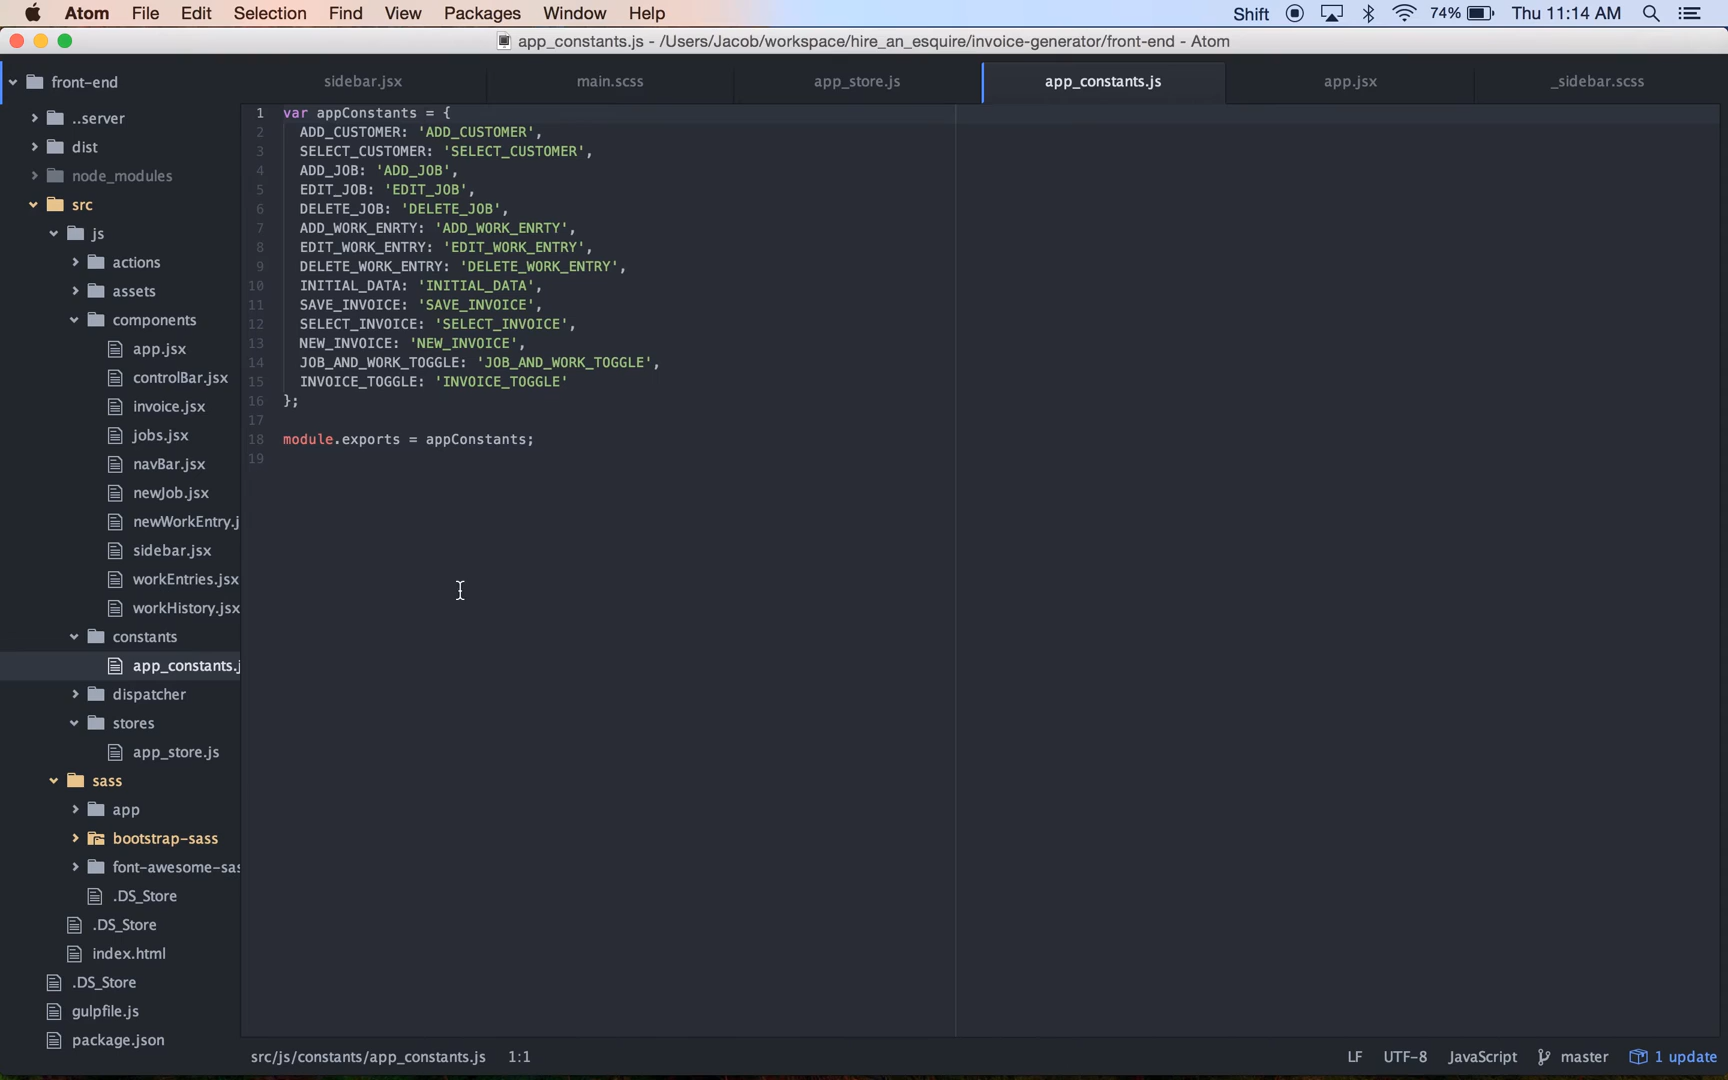 Atom File Edit Selection Find View Packages Window Help Shift 74% Thu 11:14 AM
app_constants.js - /Users/Jacob/workspace/hire_an_esquire/invoice-generator/front-end - Atom
front-end
..server
dist
node_modules
src
js
actions
assets
components
app.jsx
controlBar.jsx
invoice.jsx
jobs.jsx
navBar.jsx
newJob.jsx
newWorkEntry.j
sidebar.jsx
workEntries.jsx
workHistory.jsx
constants
app_constants.j
dispatcher
stores
app_store.js
sass
app
bootstrap-sass
font-awesome-sas
.DS_Store
.DS_Store
index.html
.DS_Store
gulpfile.js
package.json
sidebar.jsx main.scss app_store.js app_constants.js app.jsx _sidebar.scss
1 var appConstants = {
2 ADD_CUSTOMER: 'ADD_CUSTOMER',
3 SELECT_CUSTOMER: 'SELECT_CUSTOMER',
4 ADD_JOB: 'ADD_JOB',
5 EDIT_JOB: 'EDIT_JOB',
6 DELETE_JOB: 'DELETE_JOB',
7 ADD_WORK_ENRTY: 'ADD_WORK_ENRTY',
8 EDIT_WORK_ENTRY: 'EDIT_WORK_ENTRY',
9 DELETE_WORK_ENTRY: 'DELETE_WORK_ENTRY',
10 INITIAL_DATA: 'INITIAL_DATA',
11 SAVE_INVOICE: 'SAVE_INVOICE',
12 SELECT_INVOICE: 'SELECT_INVOICE',
13 NEW_INVOICE: 'NEW_INVOICE',
14 JOB_AND_WORK_TOGGLE: 'JOB_AND_WORK_TOGGLE',
15 INVOICE_TOGGLE: 'INVOICE_TOGGLE'
16 };
17
18 module.exports = appConstants;
19
src/js/constants/app_constants.js 1:1 LF UTF-8 JavaScript master 1 update